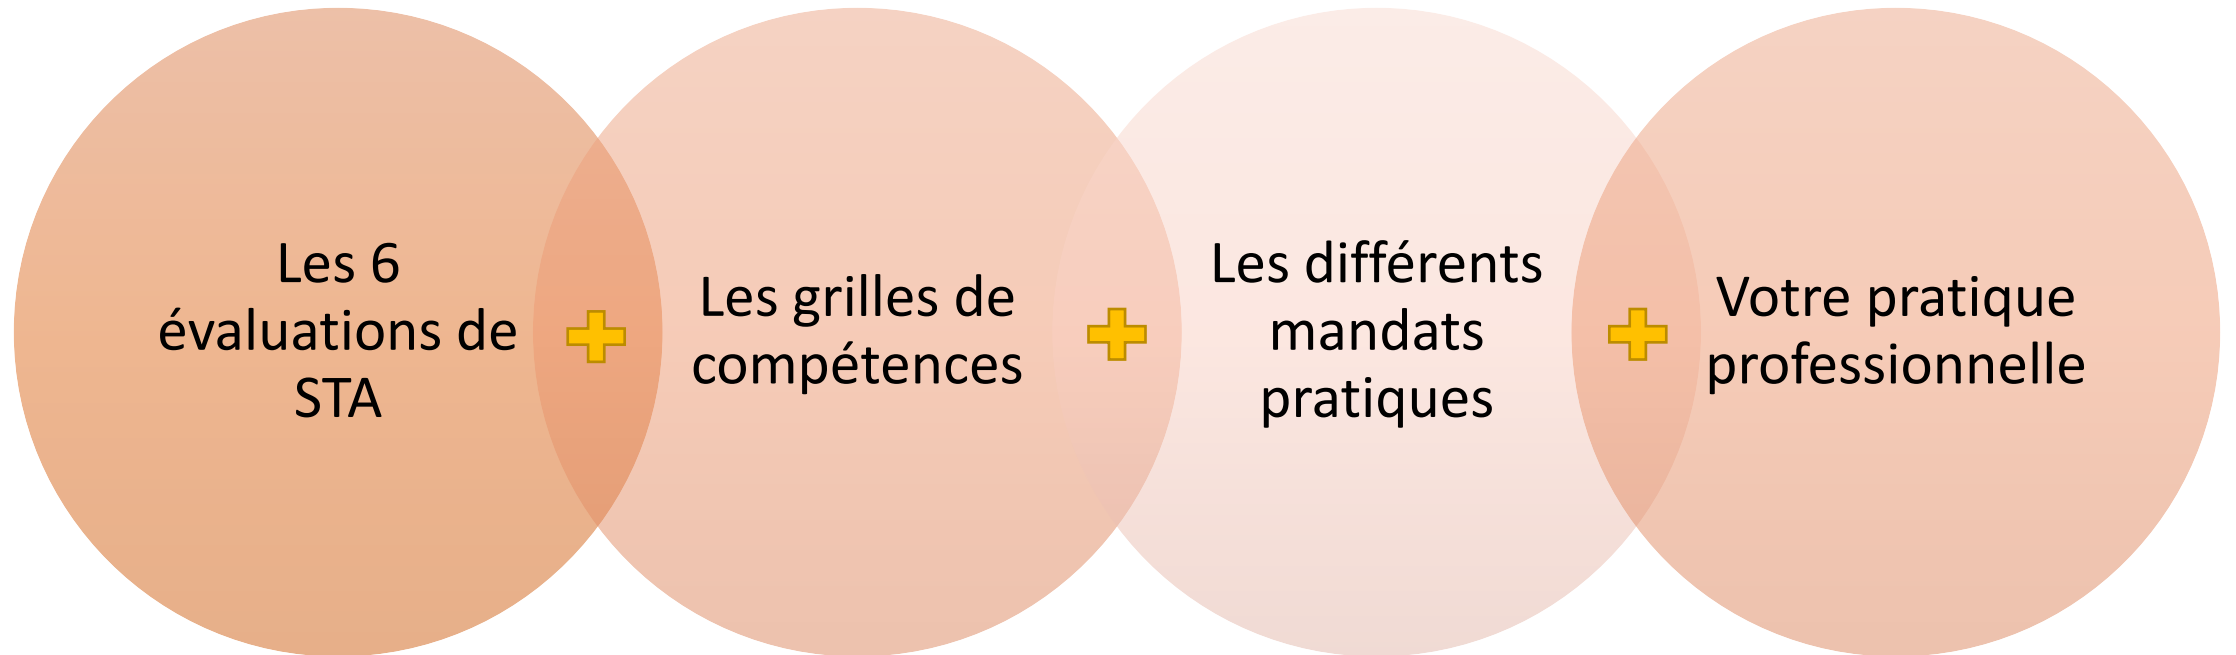 Les 6
évaluations de
STA
Les grilles de
compétences
Les différents
mandats
pratiques
Votre pratique
professionnelle